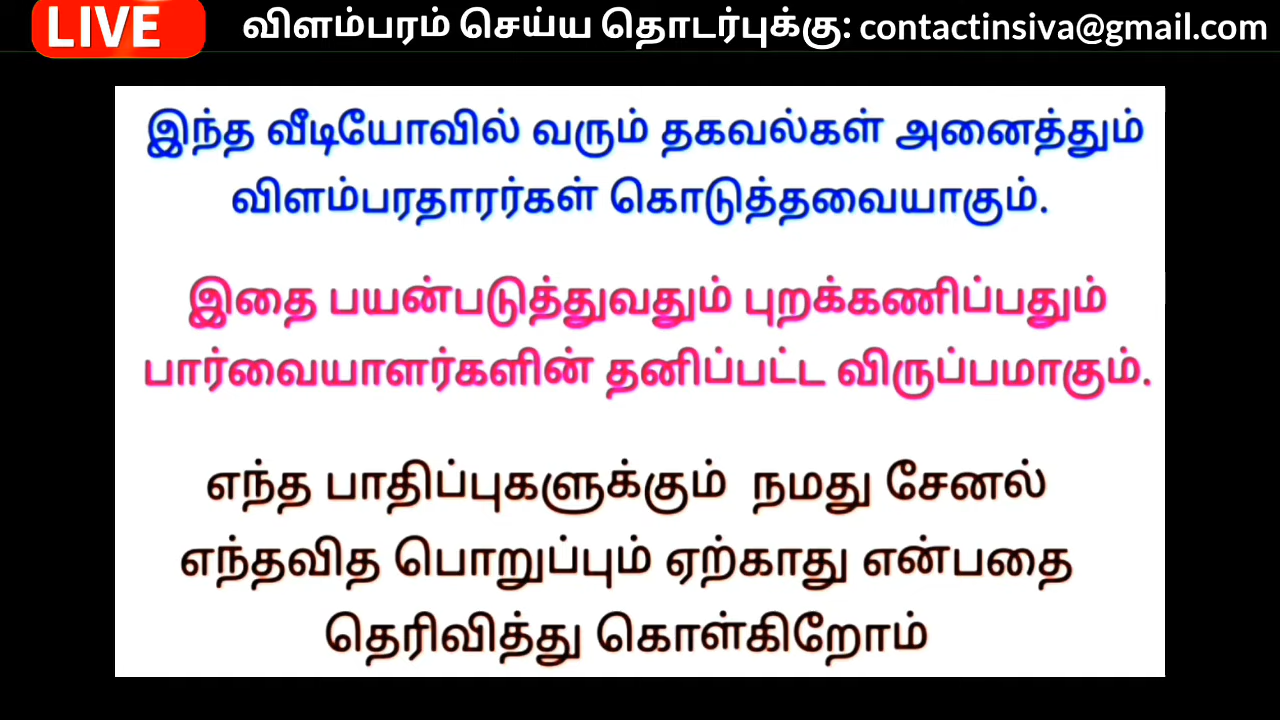 LIVE விளம்பரம் செய்ய தொடர்புக்கு: contactinsiva@gmail.com
இந்த வீடியோவில் வரும் தகவல்கள் அனைத்தும்
விளம்பரதாரர்கள் கொடுத்தவையாகும்.
இதை பயன்படுத்துவதும் புறக்கணிப்பதும்
பார்வையாளர்களின் தனிப்பட்ட விருப்பமாகும்.
எந்த பாதிப்புகளுக்கும் நமது சேனல்
எந்தவித பொறுப்பும் ஏற்காது என்பதை
தெரிவித்து கொள்கிறோம்